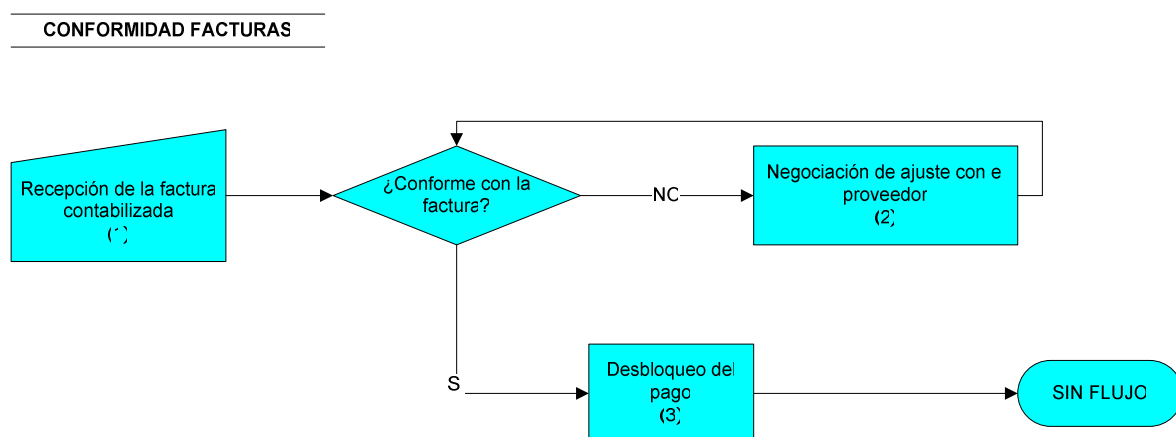 CONFORMIDAD FACTURAS
Recepción de la factura
contabilizada
(1)
¿Conforme con la
factura?
NO
Negociación de ajuste con e
proveedor
(2)
S
Desbloqueo del
pago
(3)
SIN FLUJO